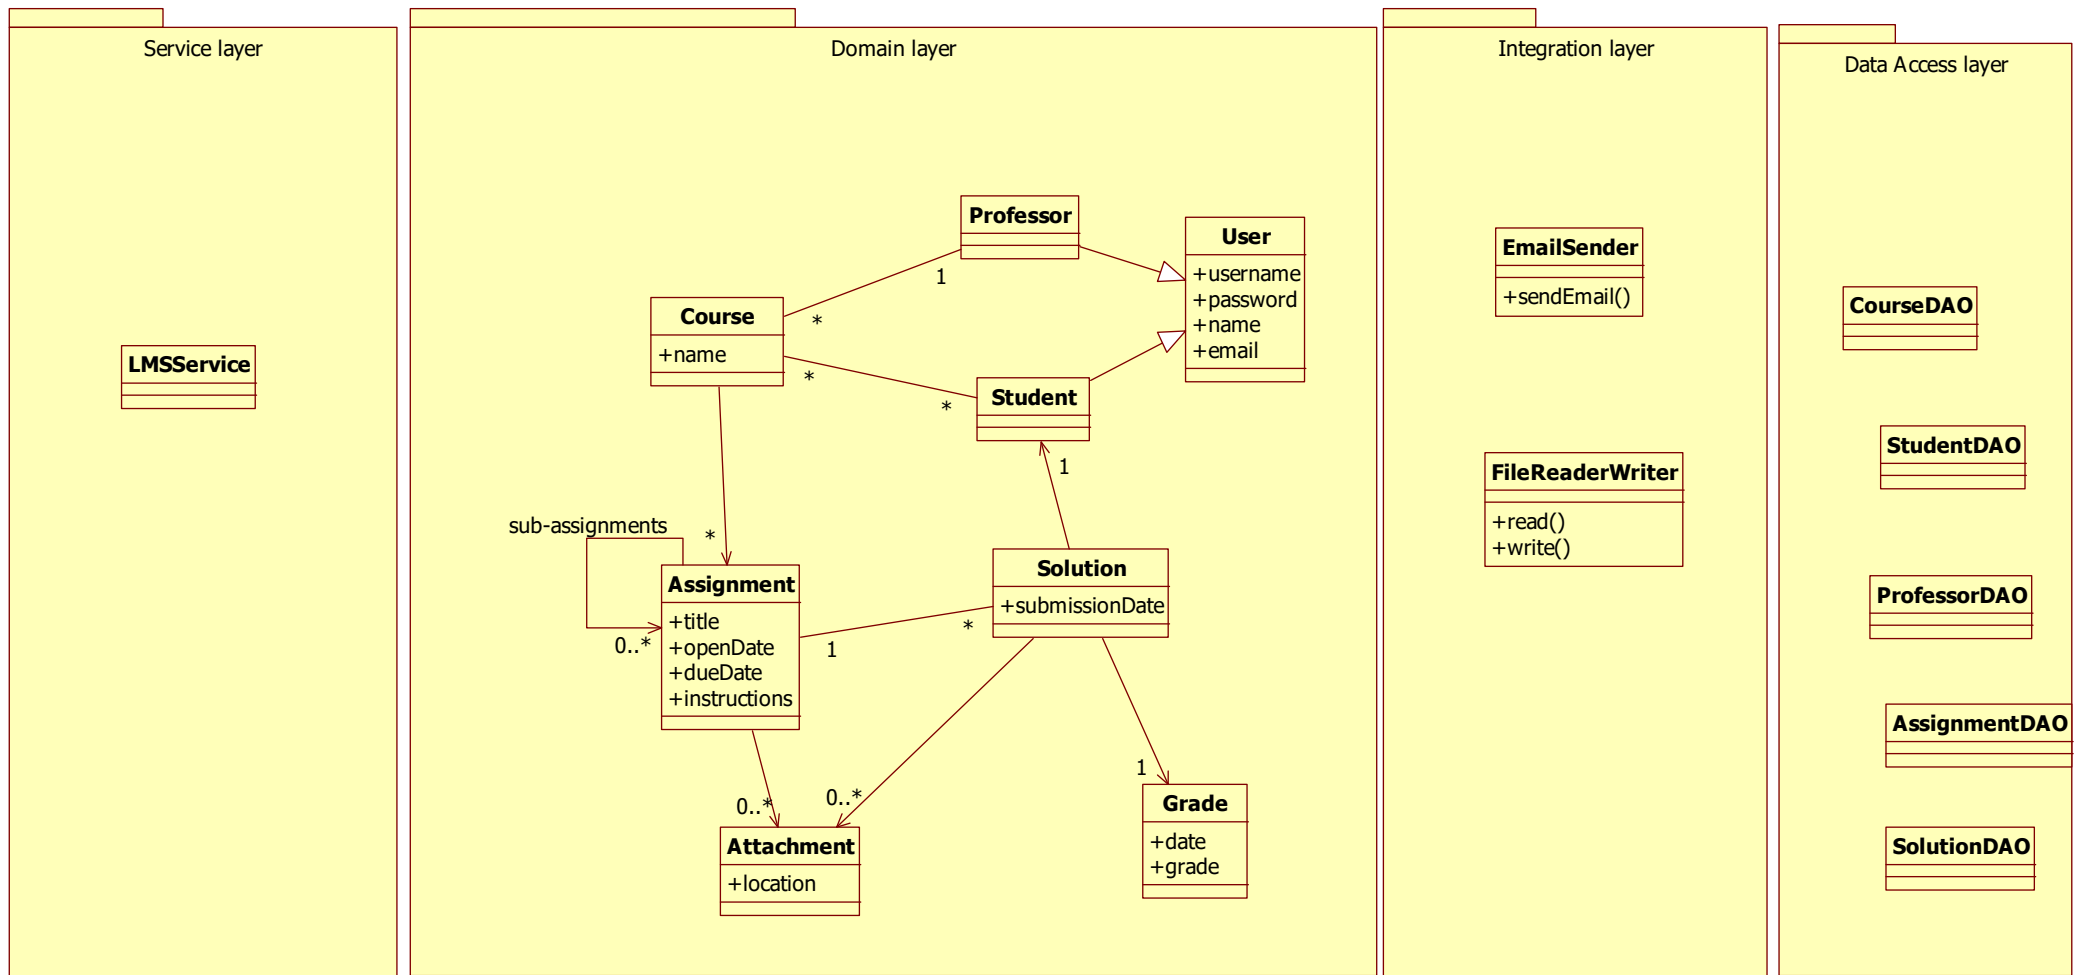 Service layer
LMSService
Domain layer
Professor
User
+username
+password
+name
+email
1
*
Course
+name
*
*
Student
1
sub-assignments
*
0..*
Assignment
+title
+openDate
+dueDate
+instructions
1
*
Solution
+submissionDate
0..*
0..*
1
Attachment
+location
Grade
+date
+grade
Integration layer
EmailSender
+sendEmail()
FileReaderWriter
+read()
+write()
Data Access layer
CourseDAO
StudentDAO
ProfessorDAO
AssignmentDAO
SolutionDAO